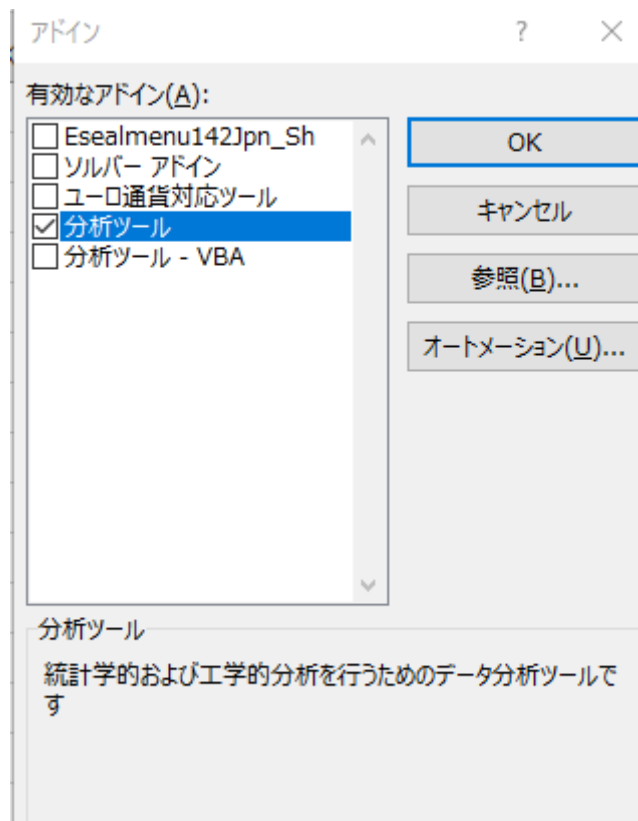 アドイン
有効なアドイン(A):
Esealmenu142Jpn_Sh
ソルバー アドイン
ユーロ通貨対応ツール
分析ツール
分析ツール - VBA
OK
キャンセル
参照(B)...
オートメーション(U)...
分析ツール
統計学的および工学的分析を行うためのデータ分析ツールで
す